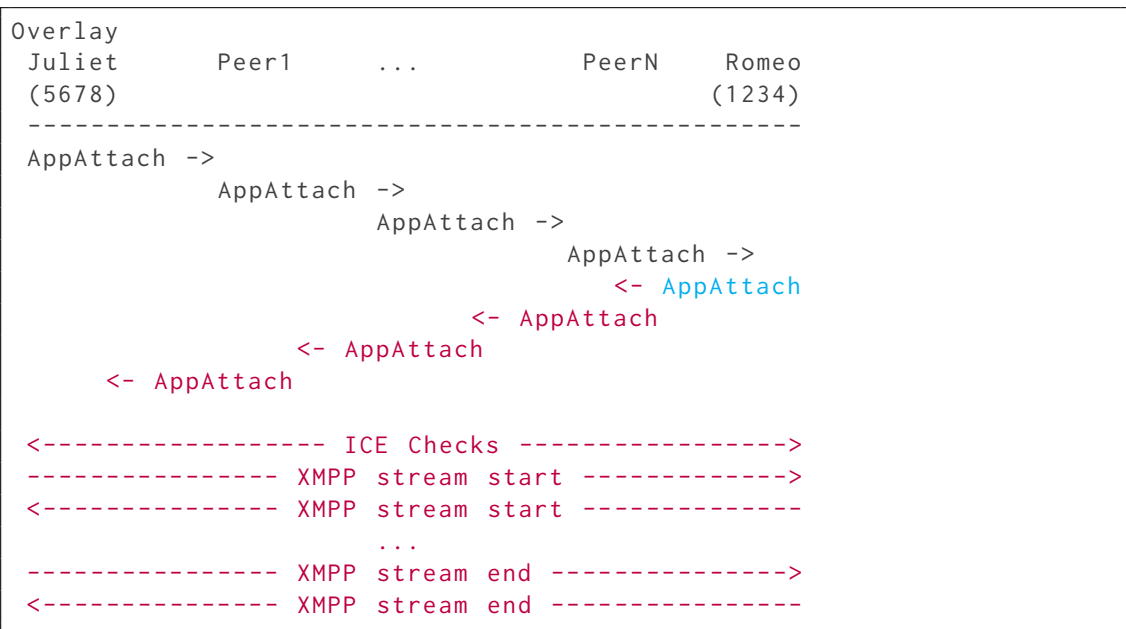 Overlay
 Juliet      Peer1     ...          PeerN    Romeo
 (5678)                                     (1234)
 -------------------------------------------------
 AppAttach ->
             AppAttach ->
                       AppAttach ->
                                   AppAttach ->
                                      <- AppAttach
                             <- AppAttach
                  <- AppAttach
      <- AppAttach

 <------------------ ICE Checks ----------------->
 ---------------- XMPP stream start ------------->
 <--------------- XMPP stream start --------------
                       ...
 ---------------- XMPP stream end --------------->
 <--------------- XMPP stream end ----------------